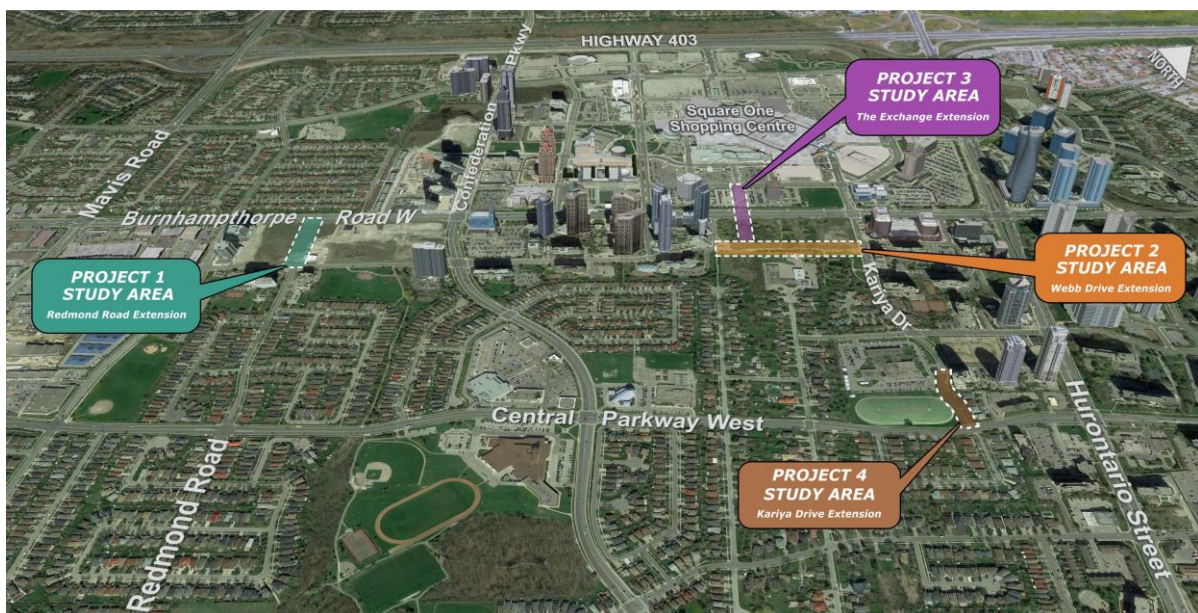 HIGHWAY 403
NORTH
Confederation Pkwy
PROJECT 3
STUDY AREA
The Exchange Extension
Square One
Shopping Centre
Mavis Road
Burnhampthorpe Road W
PROJECT 1
STUDY AREA
Redmond Road Extension
PROJECT 2
STUDY AREA
Webb Drive Extension
Kariya Dr
Central Parkway West
Hurontario Street
Redmond Road
PROJECT 4
STUDY AREA
Kariya Drive Extension